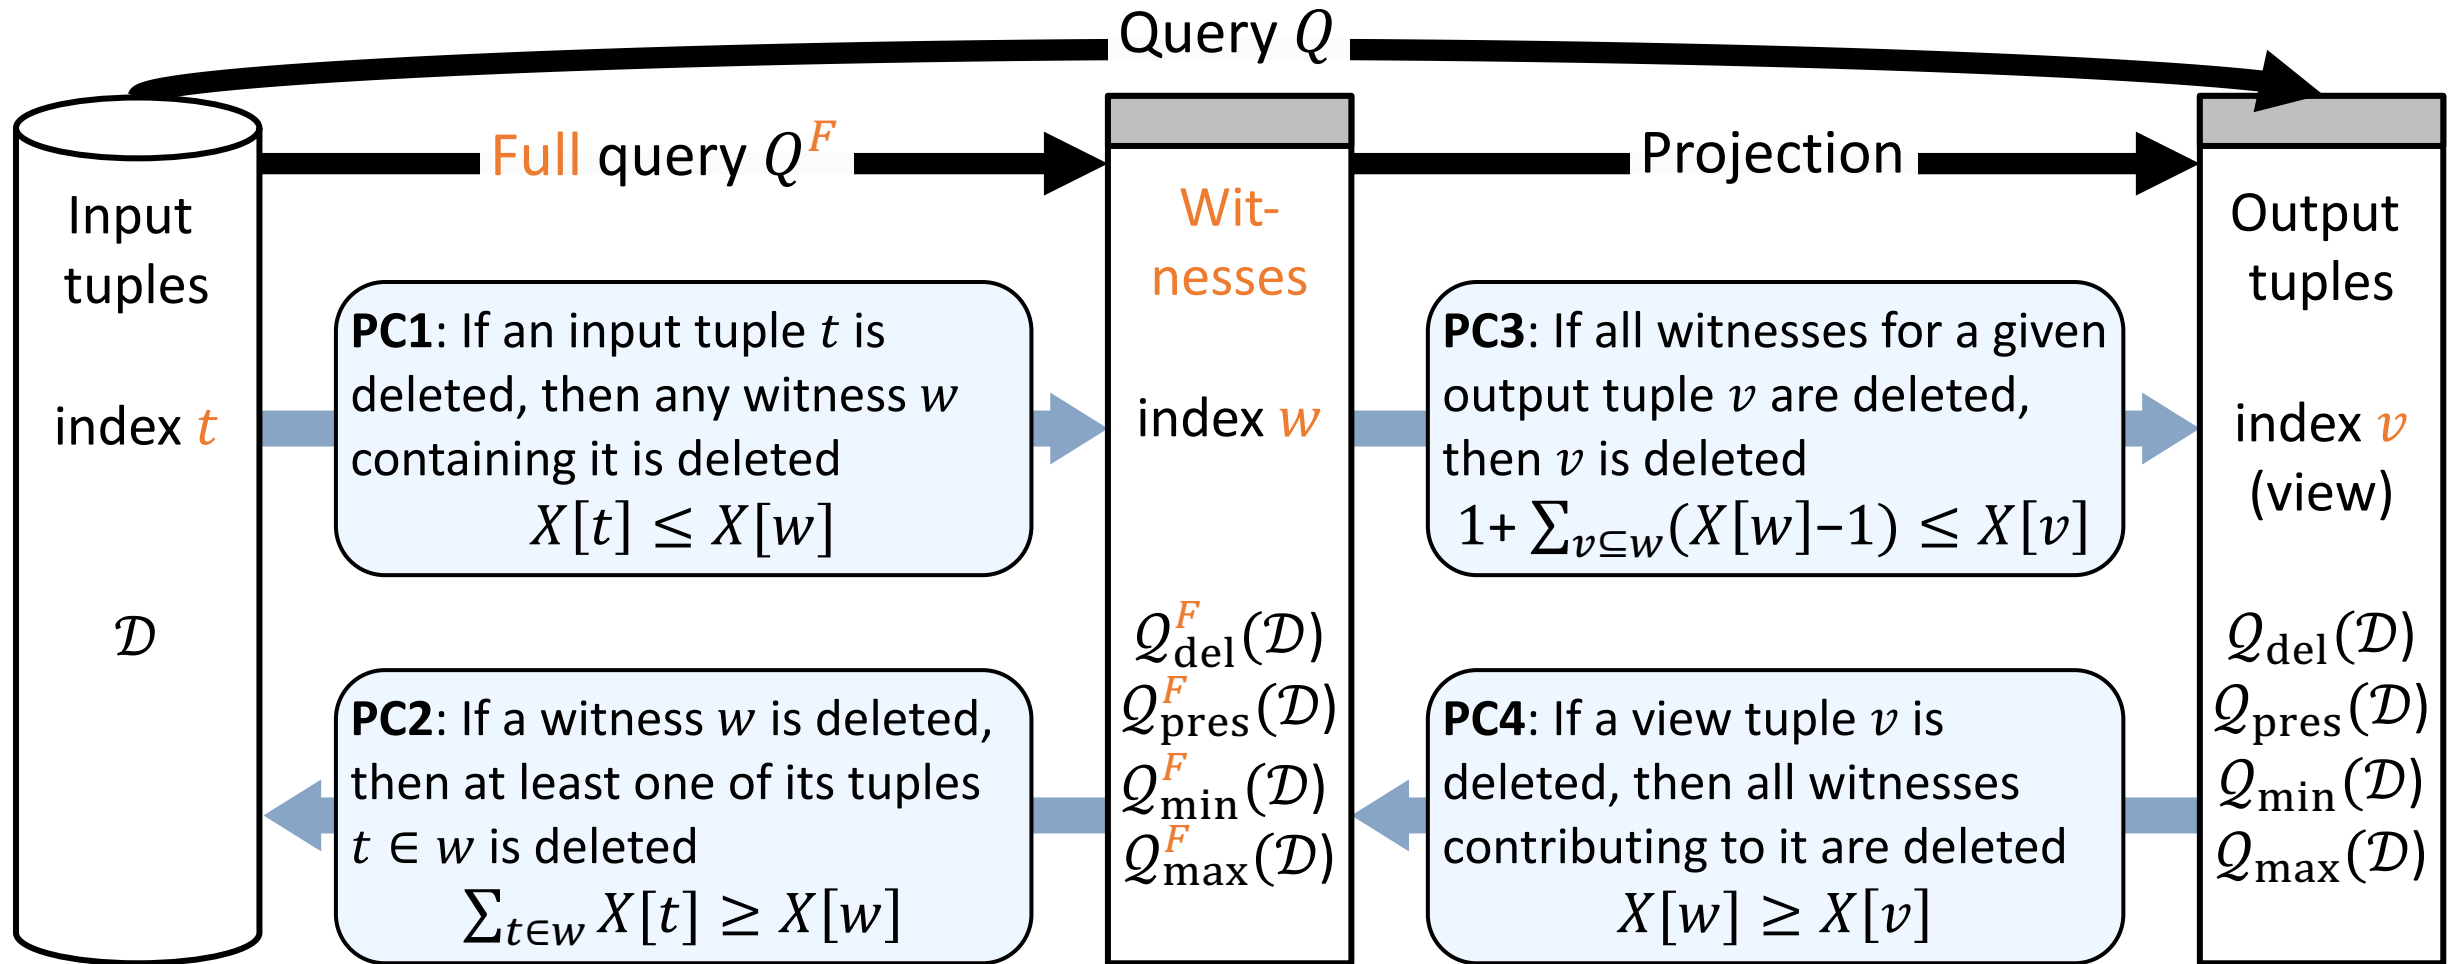 Query Q
Full query Q^F
Projection
Input
tuples
index t
𝒟
PC1: If an input tuple t is
deleted, then any witness w
containing it is deleted
X[t] ≤ X[w]
PC2: If a witness w is deleted,
then at least one of its tuples
t ∈ w is deleted
∑_{t∈w} X[t] ≥ X[w]
Wit-
nesses
index w
𝒬^F_del(𝒟)
𝒬^F_pres(𝒟)
𝒬^F_min(𝒟)
𝒬^F_max(𝒟)
PC3: If all witnesses for a given
output tuple v are deleted,
then v is deleted
1+ ∑_{v⊆w}(X[w]−1) ≤ X[v]
PC4: If a view tuple v is
deleted, then all witnesses
contributing to it are deleted
X[w] ≥ X[v]
Output
tuples
index v
(view)
𝒬_del(𝒟)
𝒬_pres(𝒟)
𝒬_min(𝒟)
𝒬_max(𝒟)